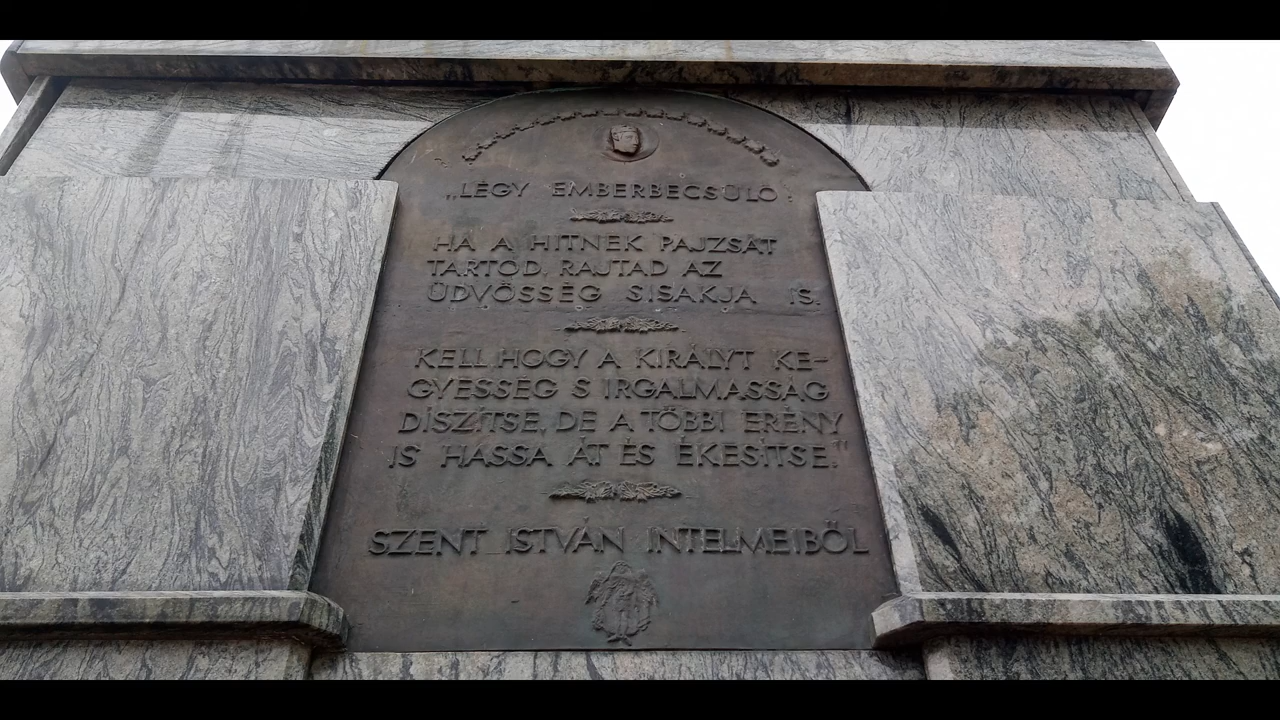 „LÉGY EMBERBECSÜLŐ!
HA A HITNEK PAJZSÁT
TARTOD, RAJTAD AZ
ÜDVÖSSÉG SISAKJA IS.
KELL, HOGY A KIRÁLYT KE-
GYESSÉG S IRGALMASSÁG
DÍSZÍTSE, DE A TÖBBI ERÉNY
IS HASSA ÁT ÉS ÉKESÍTSE."
SZENT ISTVÁN INTELMEIBŐL